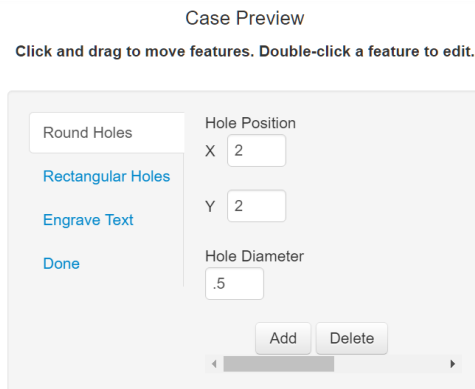 Case Preview
Click and drag to move features. Double-click a feature to edit.
Round Holes
Rectangular Holes
Engrave Text
Done
Hole Position
X 2
Y 2
Hole Diameter
.5
Add Delete